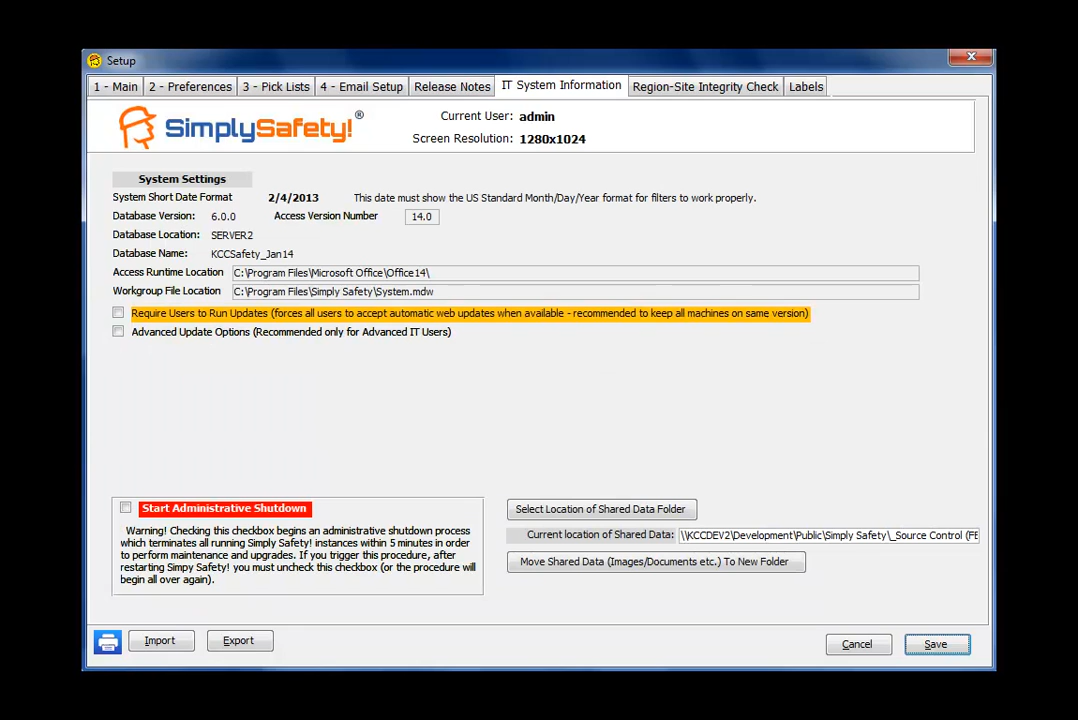 Setup
1 - Main 2 - Preferences 3 - Pick Lists 4 - Email Setup Release Notes IT System Information Region-Site Integrity Check Labels
SimplySafety!®
Current User: admin
Screen Resolution: 1280x1024
System Settings
System Short Date Format 2/4/2013 This date must show the US Standard Month/Day/Year format for filters to work properly.
Database Version: 6.0.0 Access Version Number 14.0
Database Location: SERVER2
Database Name: KCCSafety_Jan14
Access Runtime Location C:\Program Files\Microsoft Office\Office14\
Workgroup File Location C:\Program Files\Simply Safety\System.mdw
Require Users to Run Updates (forces all users to accept automatic web updates when available - recommended to keep all machines on same version)
Advanced Update Options (Recommended only for Advanced IT Users)
Start Administrative Shutdown
Warning! Checking this checkbox begins an administrative shutdown process
which terminates all running Simply Safety! instances within 5 minutes in order
to perform maintenance and upgrades. If you trigger this procedure, after
restarting Simpy Safety! you must uncheck this checkbox (or the procedure will
begin all over again).
Select Location of Shared Data Folder
Current location of Shared Data: \\KCCDEV2\Development\Public\Simply Safety\_Source Control (FE
Move Shared Data (Images/Documents etc.) To New Folder
Import Export Cancel Save